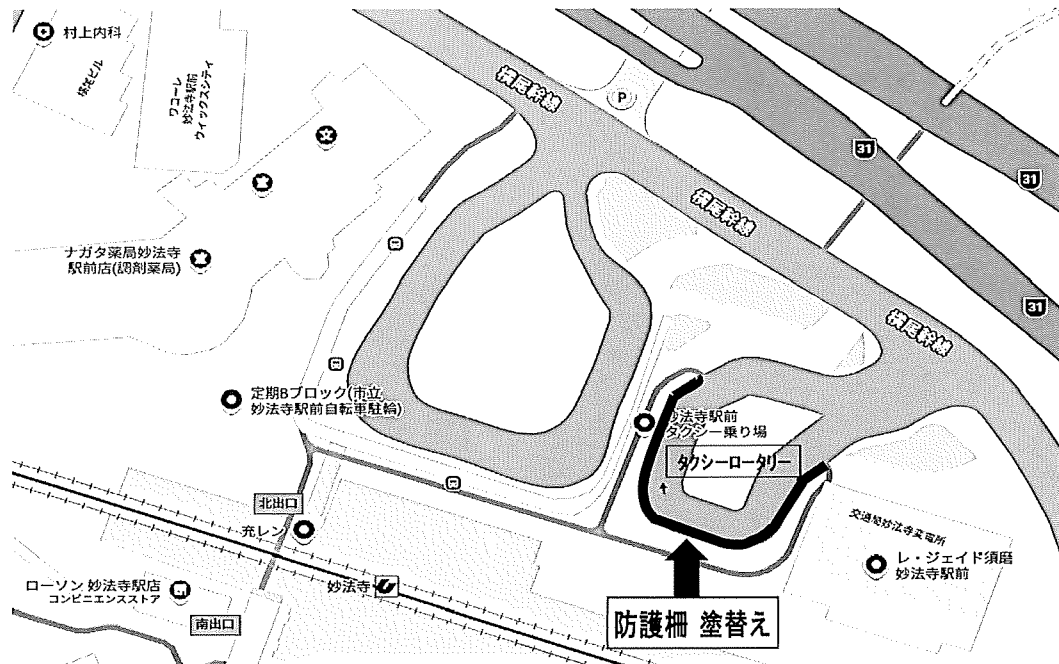 村上内科
横尾ビル
ワコーレ
妙法寺駅前
ウィックスシティ
横尾幹線
P
31
31
横尾幹線
ナガタ薬局妙法寺
駅前店(調剤薬局)
31
横尾幹線
定期Bブロック(市立
妙法寺駅前自転車駐輪)
妙法寺駅前
タクシー乗り場
タクシーロータリー
北出口
充レン
交通局妙法寺変電所
レ・ジェイド須磨
妙法寺駅前
ローソン 妙法寺駅店
コンビニエンスストア
妙法寺
南出口
防護柵 塗替え